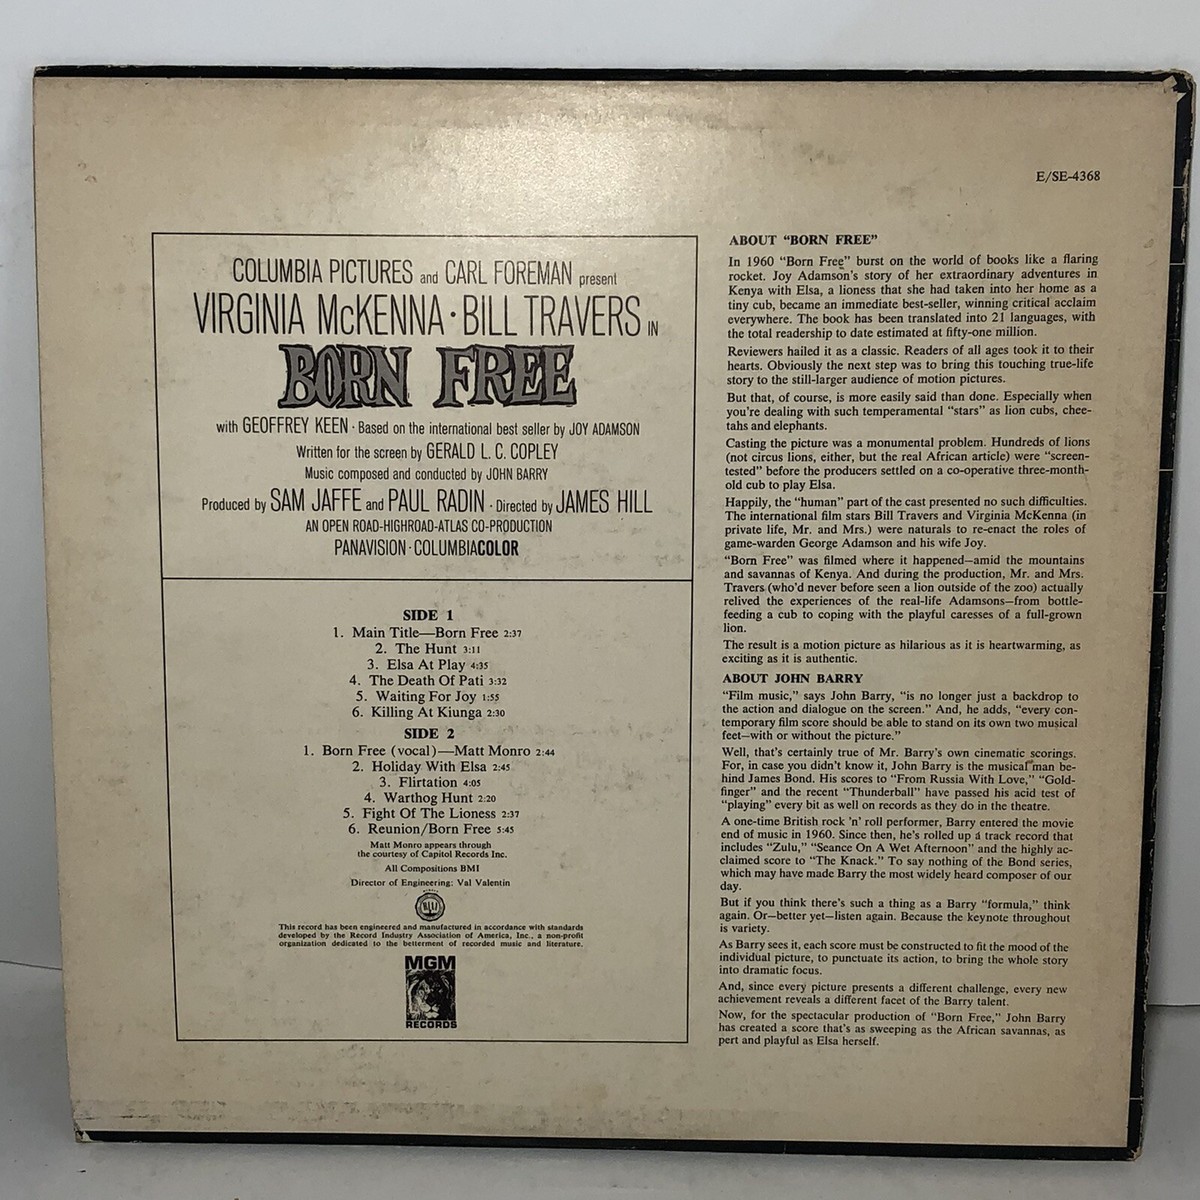 E/SE-4368
COLUMBIA PICTURES and CARL FOREMAN present
VIRGINIA McKENNA · BILL TRAVERS IN
BORN FREE
with GEOFFREY KEEN · Based on the international best seller by JOY ADAMSON
Written for the screen by GERALD L. C. COPLEY
Music composed and conducted by JOHN BARRY
Produced by SAM JAFFE and PAUL RADIN · Directed by JAMES HILL
AN OPEN ROAD-HIGHROAD-ATLAS CO-PRODUCTION
PANAVISION · COLUMBIACOLOR
SIDE 1
1. Main Title—Born Free 2:37
2. The Hunt 3:11
3. Elsa At Play 4:35
4. The Death Of Pati 3:32
5. Waiting For Joy 1:55
6. Killing At Kiunga 2:30
SIDE 2
1. Born Free (vocal)—Matt Monro 2:44
2. Holiday With Elsa 2:45
3. Flirtation 4:05
4. Warthog Hunt 2:20
5. Fight Of The Lioness 2:37
6. Reunion/Born Free 5:45
Matt Monro appears through
the courtesy of Capitol Records Inc.
All Compositions BMI
Director of Engineering: Val Valentin
This record has been engineered and manufactured in accordance with standards
developed by the Record Industry Association of America, Inc., a non-profit
organization dedicated to the betterment of recorded music and literature.
MGM
RECORDS
ABOUT "BORN FREE"
In 1960 "Born Free" burst on the world of books like a flaring
rocket. Joy Adamson's story of her extraordinary adventures in
Kenya with Elsa, a lioness that she had taken into her home as a
tiny cub, became an immediate best-seller, winning critical acclaim
everywhere. The book has been translated into 21 languages, with
the total readership to date estimated at fifty-one million.
Reviewers hailed it as a classic. Readers of all ages took it to their
hearts. Obviously the next step was to bring this touching true-life
story to the still-larger audience of motion pictures.
But that, of course, is more easily said than done. Especially when
you're dealing with such temperamental "stars" as lion cubs, chee-
tahs and elephants.
Casting the picture was a monumental problem. Hundreds of lions
(not circus lions, either, but the real African article) were "screen-
tested" before the producers settled on a co-operative three-month-
old cub to play Elsa.
Happily, the "human" part of the cast presented no such difficulties.
The international film stars Bill Travers and Virginia McKenna (in
private life, Mr. and Mrs.) were naturals to re-enact the roles of
game-warden George Adamson and his wife Joy.
"Born Free" was filmed where it happened—amid the mountains
and savannas of Kenya. And during the production, Mr. and Mrs.
Travers (who'd never before seen a lion outside of the zoo) actually
relived the experiences of the real-life Adamsons—from bottle-
feeding a cub to coping with the playful caresses of a full-grown
lion.
The result is a motion picture as hilarious as it is heartwarming, as
exciting as it is authentic.
ABOUT JOHN BARRY
"Film music," says John Barry, "is no longer just a backdrop to
the action and dialogue on the screen." And, he adds, "every con-
temporary film score should be able to stand on its own two musical
feet—with or without the picture."
Well, that's certainly true of Mr. Barry's own cinematic scorings.
For, in case you didn't know it, John Barry is the musical man be-
hind James Bond. His scores to "From Russia With Love," "Gold-
finger" and the recent "Thunderball" have passed his acid test of
"playing" every bit as well on records as they do in the theatre.
A one-time British rock 'n' roll performer, Barry entered the movie
end of music in 1960. Since then, he's rolled up a track record that
includes "Zulu," "Seance On A Wet Afternoon" and the highly ac-
claimed score to "The Knack." To say nothing of the Bond series,
which may have made Barry the most widely heard composer of our
day.
But if you think there's such a thing as a Barry "formula," think
again. Or—better yet—listen again. Because the keynote throughout
is variety.
As Barry sees it, each score must be constructed to fit the mood of the
individual picture, to punctuate its action, to bring the whole story
into dramatic focus.
And, since every picture presents a different challenge, every new
achievement reveals a different facet of the Barry talent.
Now, for the spectacular production of "Born Free," John Barry
has created a score that's as sweeping as the African savannas, as
pert and playful as Elsa herself.